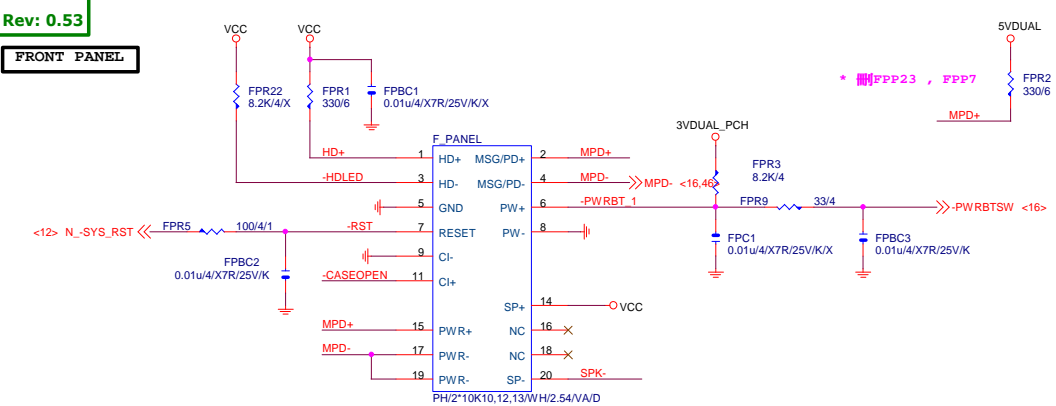 Rev: 0.53
FRONT PANEL
VCC
VCC
5VDUAL
FPR22
8.2K/4/X
FPR1
330/6
FPBC1
0.01u/4/X7R/25V/K/X
* 刪FPP23 , FPP7
FPR2
330/6
MPD+
3VDUAL_PCH
F_PANEL
HD+
1
HD+
MSG/PD+
2
MPD+
FPR3
8.2K/4
-HDLED
3
HD-
MSG/PD-
4
MPD-
MPD- <16,46>
5
GND
PW+
6
-PWRBT_1
FPR9
33/4
-PWRBTSW <16>
<12> N_-SYS_RST
FPR5
100/4/1
-RST
7
RESET
PW-
8
FPC1
0.01u/4/X7R/25V/K/X
FPBC3
0.01u/4/X7R/25V/K
FPBC2
0.01u/4/X7R/25V/K
9
CI-
-CASEOPEN
11
CI+
SP+
14
VCC
MPD+
15
PWR+
NC
16
MPD-
17
PWR-
NC
18
19
PWR-
SP-
20
SPK-
PH/2*10K10,12,13/WH/2.54/VA/D